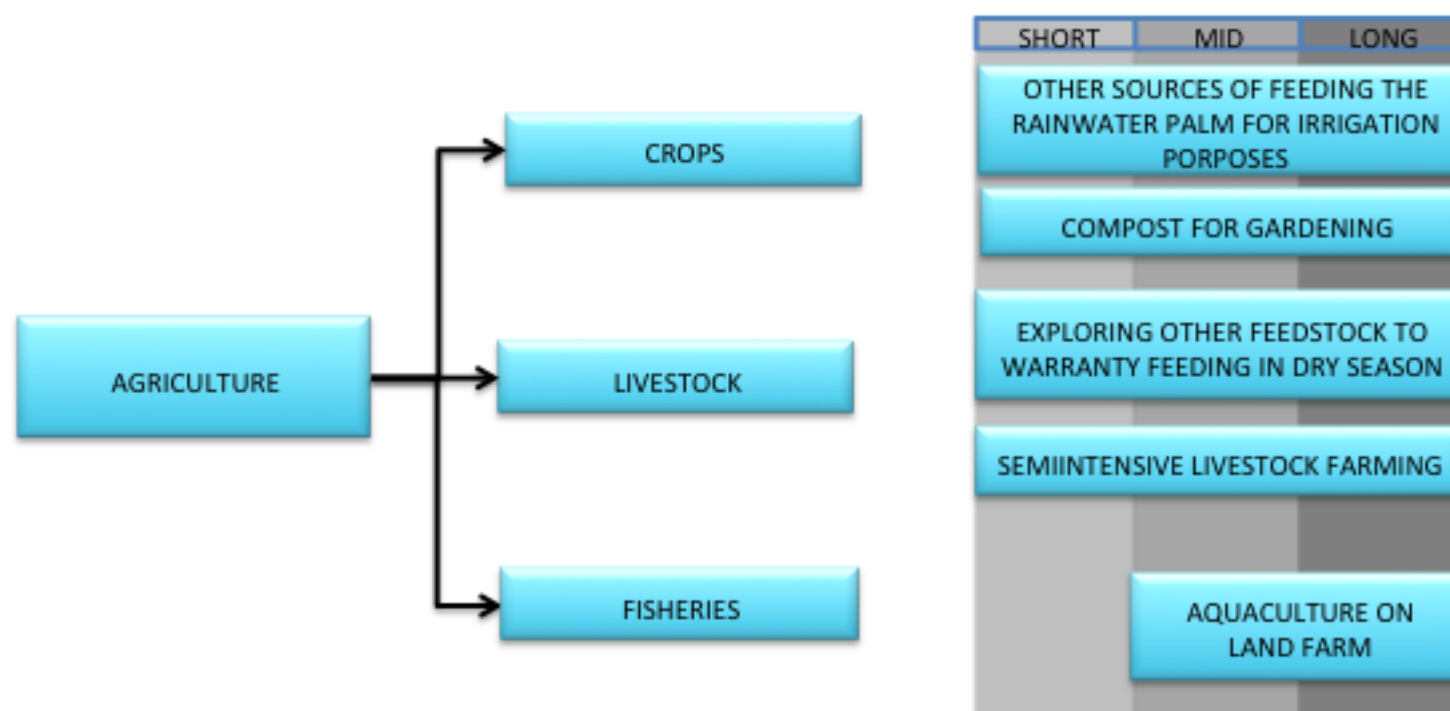 SHORT MID LONG
OTHER SOURCES OF FEEDING THE
RAINWATER PALM FOR IRRIGATION
PORPOSES
CROPS
COMPOST FOR GARDENING
EXPLORING OTHER FEEDSTOCK TO
WARRANTY FEEDING IN DRY SEASON
AGRICULTURE
LIVESTOCK
SEMIINTENSIVE LIVESTOCK FARMING
FISHERIES
AQUACULTURE ON
LAND FARM